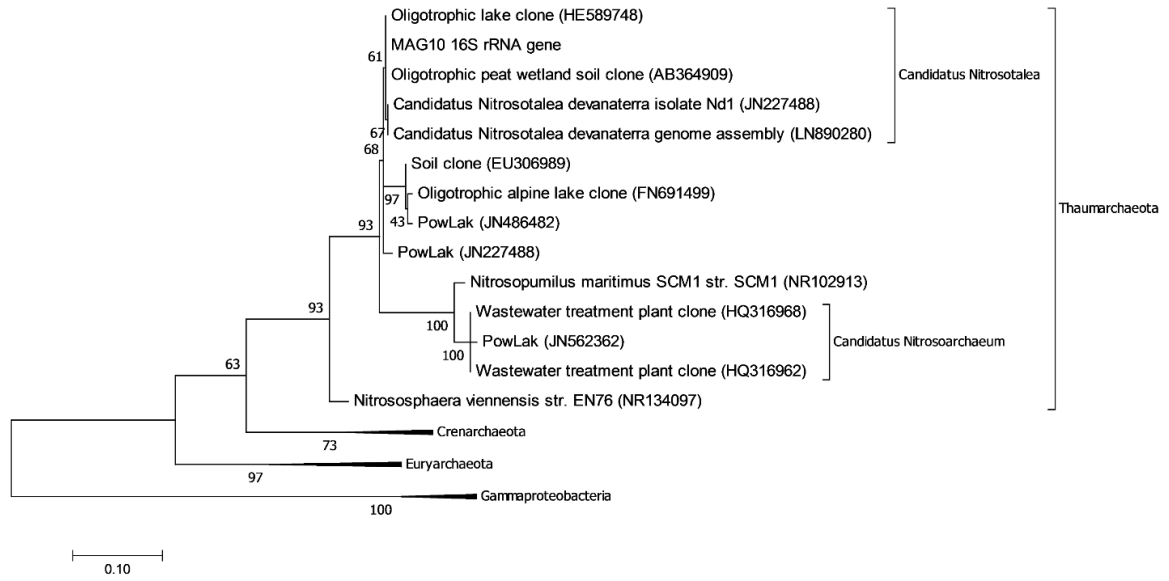 Oligotrophic lake clone (HE589748)
MAG10 16S rRNA gene
61
Oligotrophic peat wetland soil clone (AB364909)
Candidatus Nitrosotalea
Candidatus Nitrosotalea devanaterra isolate Nd1 (JN227488)
67
Candidatus Nitrosotalea devanaterra genome assembly (LN890280)
68
Soil clone (EU306989)
97
Oligotrophic alpine lake clone (FN691499)
Thaumarchaeota
43
PowLak (JN486482)
93
PowLak (JN227488)
Nitrosopumilus maritimus SCM1 str. SCM1 (NR102913)
93
100
Wastewater treatment plant clone (HQ316968)
PowLak (JN562362)
Candidatus Nitrosoarchaeum
100
Wastewater treatment plant clone (HQ316962)
63
Nitrososphaera viennensis str. EN76 (NR134097)
Crenarchaeota
73
Euryarchaeota
97
Gammaproteobacteria
100
0.10